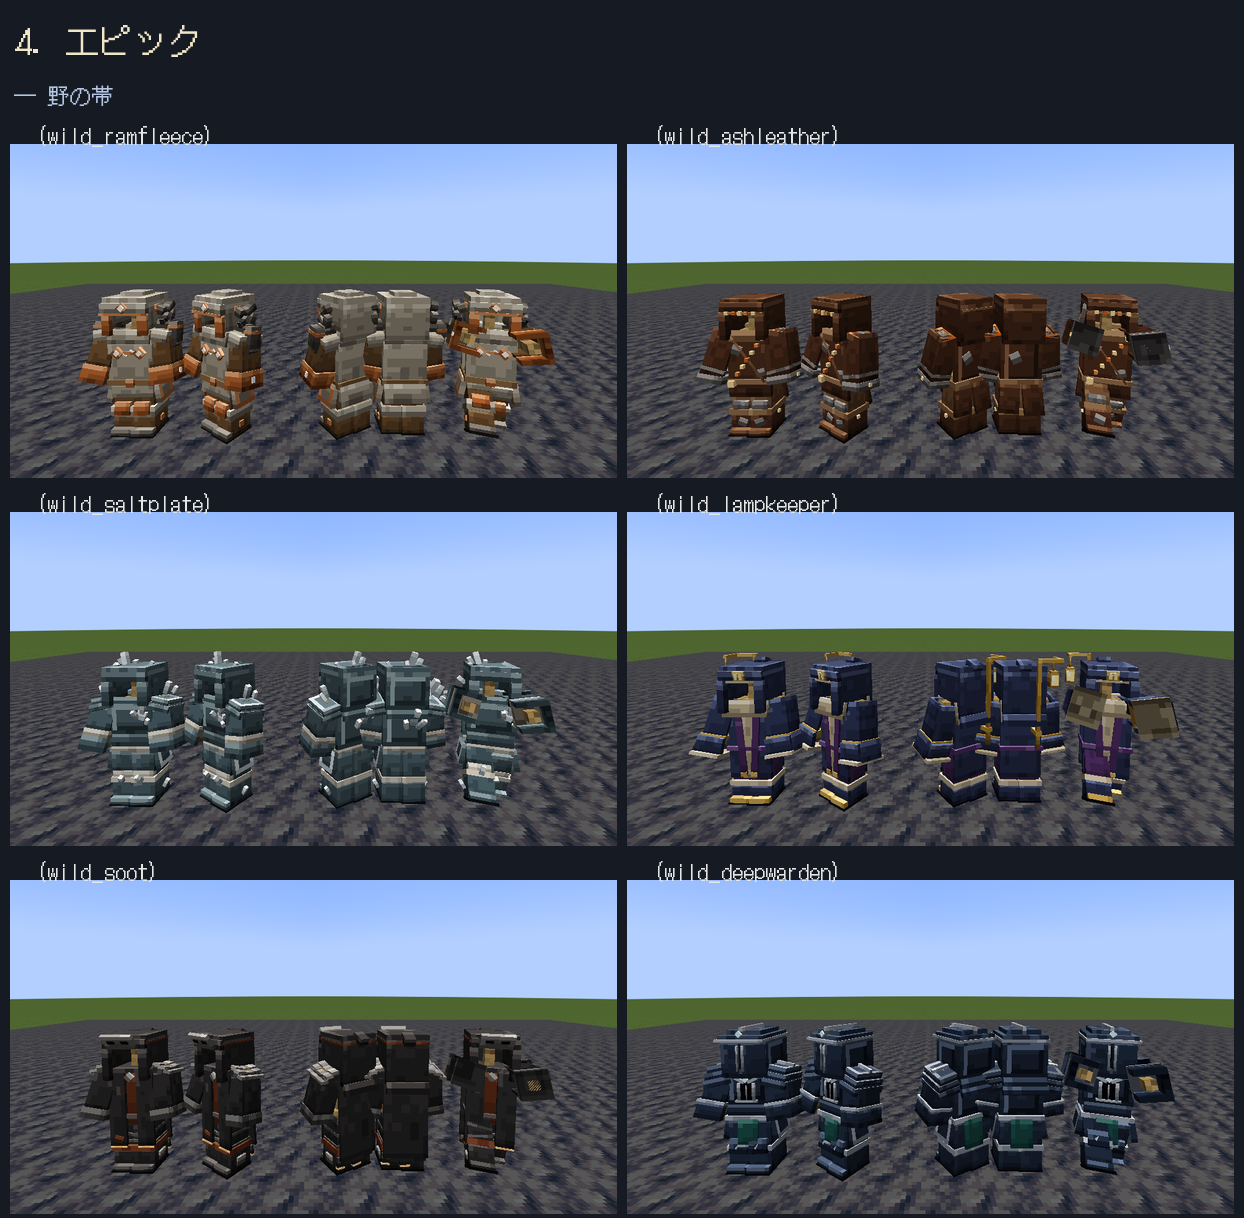 4. エピック
— 野の帯
(wild_ramfleece)
(wild_ashleather)
(wild_saltplate)
(wild_lampkeeper)
(wild_soot)
(wild_deepwarden)